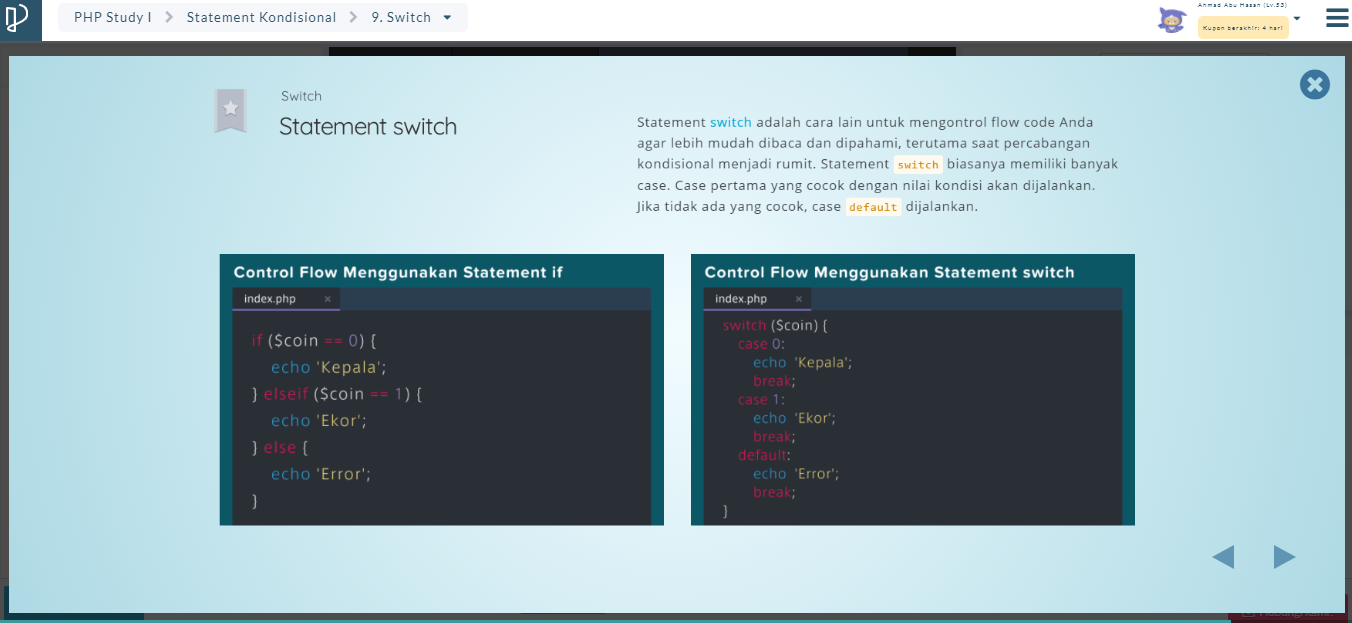 PHP Study I
Statement Kondisional
9. Switch
Ahmad Abu Hasan (Lv.53)
Kupon berakhir: 4 hari
Switch
Statement switch
Statement switch adalah cara lain untuk mengontrol flow code Anda
agar lebih mudah dibaca dan dipahami, terutama saat percabangan
kondisional menjadi rumit. Statement switch biasanya memiliki banyak
case. Case pertama yang cocok dengan nilai kondisi akan dijalankan.
Jika tidak ada yang cocok, case default dijalankan.
Control Flow Menggunakan Statement if
index.php ×
if ($coin == 0) {
echo 'Kepala';
} elseif ($coin == 1) {
echo 'Ekor';
} else {
echo 'Error';
}
Control Flow Menggunakan Statement switch
index.php ×
switch ($coin) {
case 0:
echo 'Kepala';
break;
case 1:
echo 'Ekor';
break;
default:
echo 'Error';
break;
}